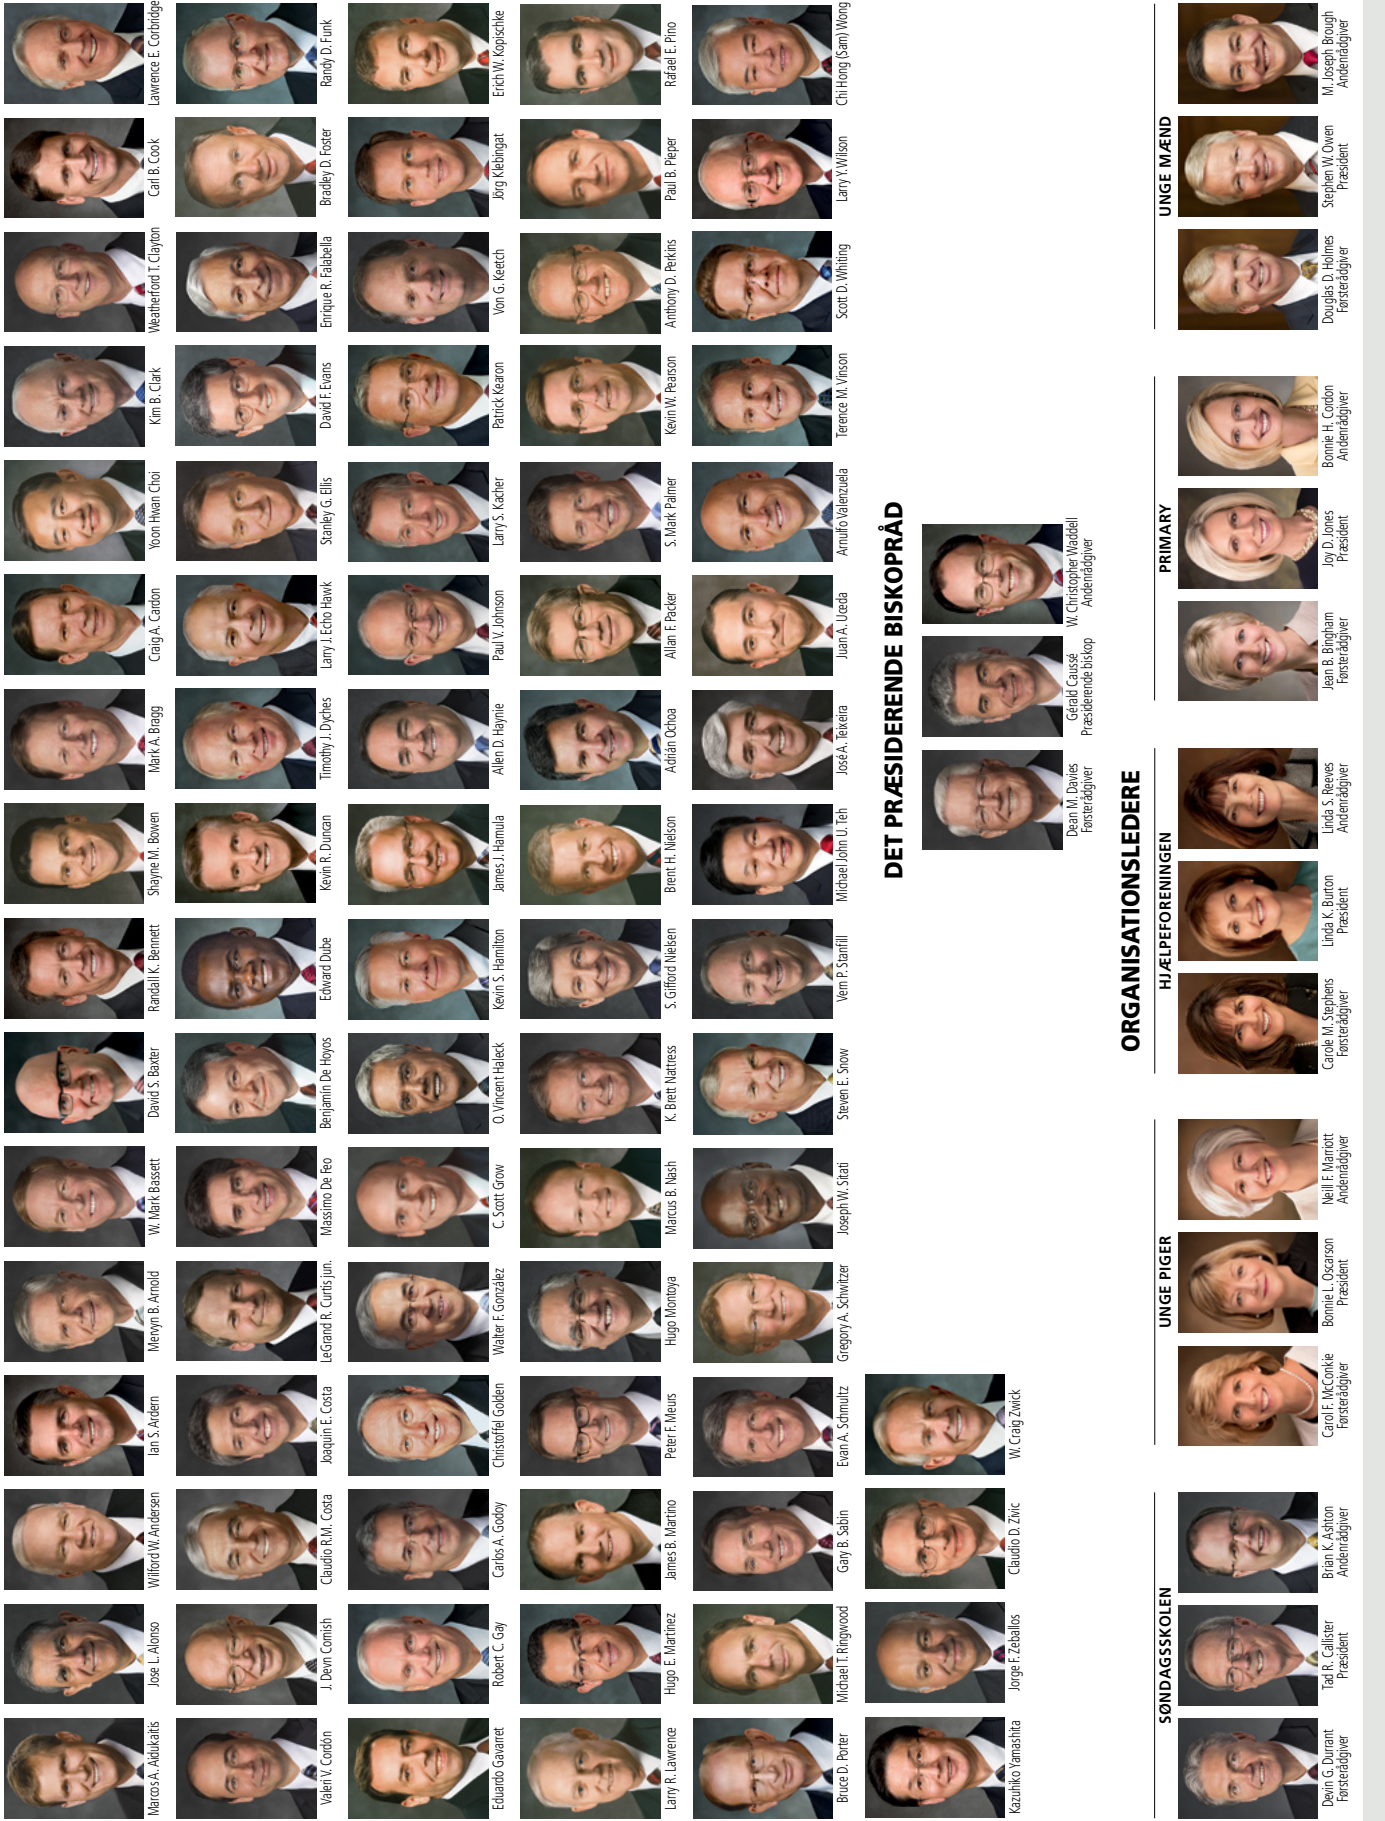 Marcos A. Aidukaitis
Jose L. Alonso
Wilford W. Andersen
Ian S. Ardern
Mervyn B. Arnold
W. Mark Bassett
David S. Baxter
Randall K. Bennett
Shayne M. Bowen
Mark A. Bragg
Craig A. Cardon
Yoon Hwan Choi
Kim B. Clark
Weatherford T. Clayton
Carl B. Cook
Lawrence E. Corbridge
Valeri V. Cordón
J. Devn Cornish
Claudio R.M. Costa
Joaquin E. Costa
LeGrand R. Curtis jun.
Massimo De Feo
Benjamín De Hoyos
Edward Dube
Kevin R. Duncan
Timothy J. Dyches
Larry J. Echo Hawk
Stanley G. Ellis
David F. Evans
Enrique R. Falabella
Bradley D. Foster
Randy D. Funk
Eduardo Gavarret
Robert C. Gay
Carlos A. Godoy
Christoffel Golden
Walter F. González
C. Scott Grow
O. Vincent Haleck
Kevin S. Hamilton
James J. Hamula
Allen D. Haynie
Paul V. Johnson
Larry S. Kacher
Patrick Kearon
Von G. Keetch
Jörg Klebingat
Erich W. Kopischke
Larry R. Lawrence
Hugo E. Martinez
James B. Martino
Peter F. Meurs
Hugo Montoya
Marcus B. Nash
K. Brett Nattress
S. Gifford Nielsen
Brent H. Nielson
Adrián Ochoa
Allan F. Packer
S. Mark Palmer
Kevin W. Pearson
Anthony D. Perkins
Paul B. Pieper
Rafael E. Pino
Bruce D. Porter
Michael T. Ringwood
Gary B. Sabin
Evan A. Schmultz
Gregory A. Schwitzer
Joseph W. Sitati
Steven E. Snow
Vern P. Stanfill
Michael John U. Teh
José A. Teixeira
Juan A. Uceda
Arnulfo Valenzuela
Terence M. Vinson
Scott D. Whiting
Larry Y. Wilson
Chi Hong (Sam) Wong
Kazuhiko Yamashita
Jorge F. Zeballos
Claudio D. Zivic
W. Craig Zwick
DET PRÆSIDERENDE BISKOPRÅD
Dean M. Davies
Førsterådgiver
Gérald Caussé
Præsiderende biskop
W. Christopher Waddell
Andenrådgiver
ORGANISATIONSLEDERE
SØNDAGSSKOLEN
Devin G. Durrant
Førsterådgiver
Tad R. Callister
Præsident
Brian K. Ashton
Andenrådgiver
UNGE PIGER
Carol F. McConkie
Førsterådgiver
Bonnie L. Oscarson
Præsident
Neill F. Marriott
Andenrådgiver
HJÆLPEFORENINGEN
Carole M. Stephens
Førsterådgiver
Linda K. Burton
Præsident
Linda S. Reeves
Andenrådgiver
PRIMARY
Jean B. Bingham
Førsterådgiver
Joy D. Jones
Præsident
Bonnie H. Cordon
Andenrådgiver
UNGE MÆND
Douglas D. Holmes
Førsterådgiver
Stephen W. Owen
Præsident
M. Joseph Brough
Andenrådgiver